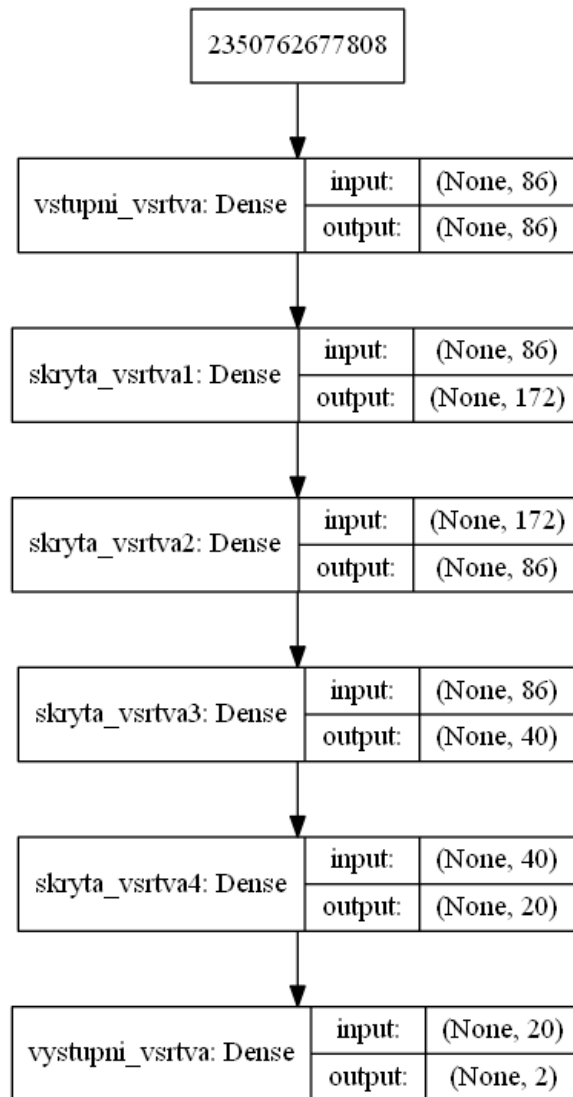 2350762677808
vstupni_vsrtva: Dense
input: (None, 86)
output: (None, 86)
skryta_vsrtva1: Dense
input: (None, 86)
output: (None, 172)
skryta_vsrtva2: Dense
input: (None, 172)
output: (None, 86)
skryta_vsrtva3: Dense
input: (None, 86)
output: (None, 40)
skryta_vsrtva4: Dense
input: (None, 40)
output: (None, 20)
vystupni_vsrtva: Dense
input: (None, 20)
output: (None, 2)